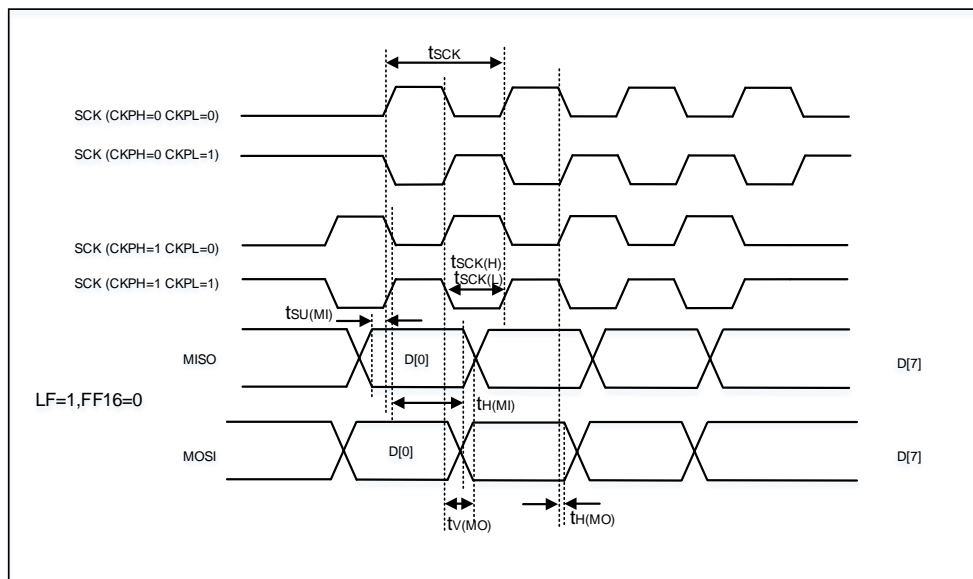 tSCK
SCK (CKPH=0 CKPL=0)
SCK (CKPH=0 CKPL=1)
SCK (CKPH=1 CKPL=0)
tSCK(H)
tSCK(L)
SCK (CKPH=1 CKPL=1)
tSU(MI)
MISO
D[0]
D[7]
LF=1,FF16=0
tH(MI)
MOSI
D[0]
D[7]
tV(MO)
tH(MO)